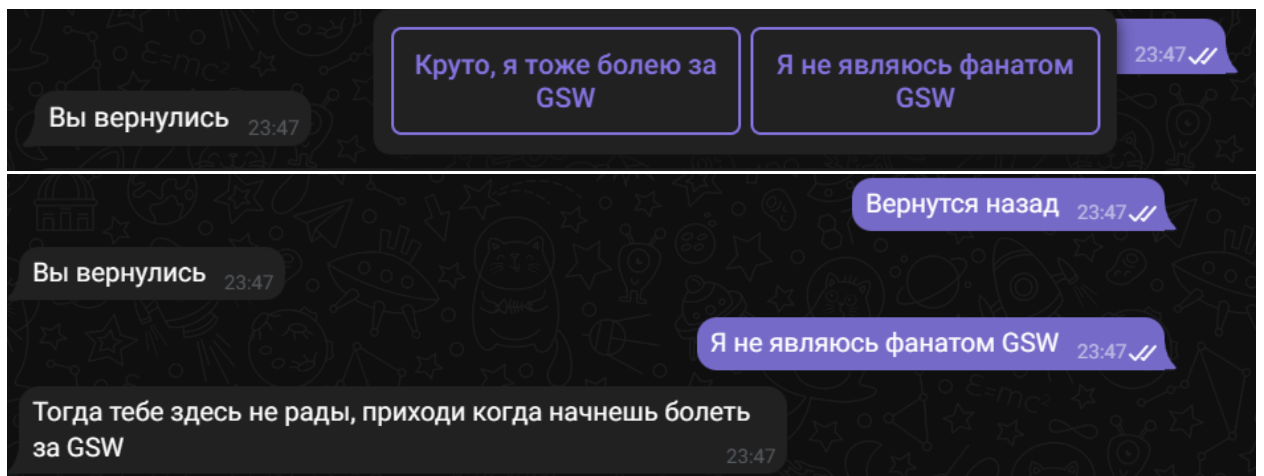 Круто, я тоже болею за
GSW
Я не являюсь фанатом
GSW
23:47
Вы вернулись 23:47
Вернутся назад 23:47
Вы вернулись 23:47
Я не являюсь фанатом GSW 23:47
Тогда тебе здесь не рады, приходи когда начнешь болеть
за GSW
23:47